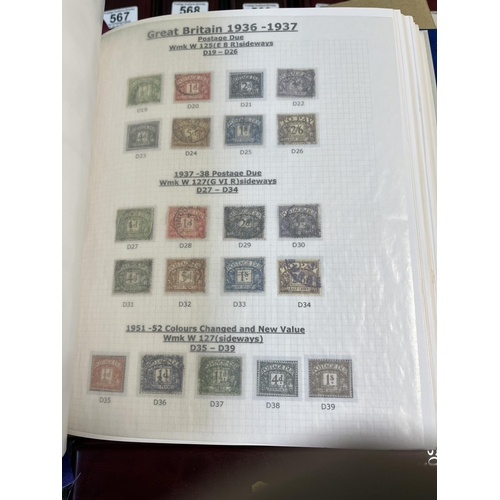 567
568
Great Britain 1936 -1937
Postage Due
Wmk W 125(E 8 R)sideways
D19 – D26
D19 D20 D21 D22
D23 D24 D25 D26
1937 -38 Postage Due
Wmk W 127(G VI R)sideways
D27 – D34
D27 D28 D29 D30
D31 D32 D33 D34
1951 -52 Colours Changed and New Value
Wmk W 127(sideways)
D35 – D39
D35 D36 D37 D38 D39